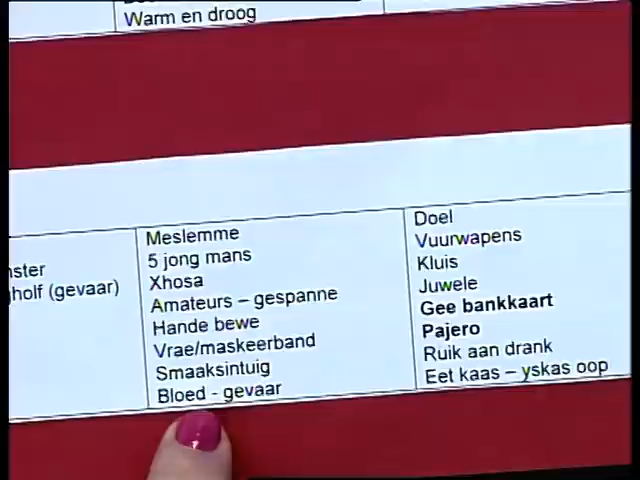 Warm en droog
nster
gholf (gevaar)
Meslemme
5 jong mans
Xhosa
Amateurs – gespanne
Hande bewe
Vrae/maskeerband
Smaaksintuig
Bloed - gevaar
Doel
Vuurwapens
Kluis
Juwele
Gee bankkaart
Pajero
Ruik aan drank
Eet kaas – yskas oop